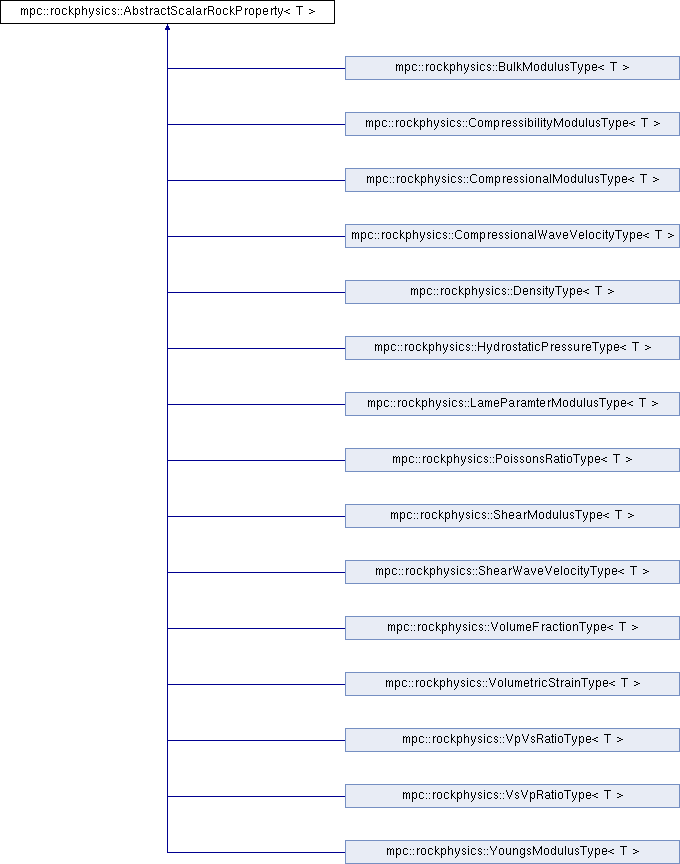 mpc::rockphysics::AbstractScalarRockProperty< T >
mpc::rockphysics::BulkModulusType< T >
mpc::rockphysics::CompressibilityModulusType< T >
mpc::rockphysics::CompressionalModulusType< T >
mpc::rockphysics::CompressionalWaveVelocityType< T >
mpc::rockphysics::DensityType< T >
mpc::rockphysics::HydrostaticPressureType< T >
mpc::rockphysics::LameParamterModulusType< T >
mpc::rockphysics::PoissonsRatioType< T >
mpc::rockphysics::ShearModulusType< T >
mpc::rockphysics::ShearWaveVelocityType< T >
mpc::rockphysics::VolumeFractionType< T >
mpc::rockphysics::VolumetricStrainType< T >
mpc::rockphysics::VpVsRatioType< T >
mpc::rockphysics::VsVpRatioType< T >
mpc::rockphysics::YoungsModulusType< T >